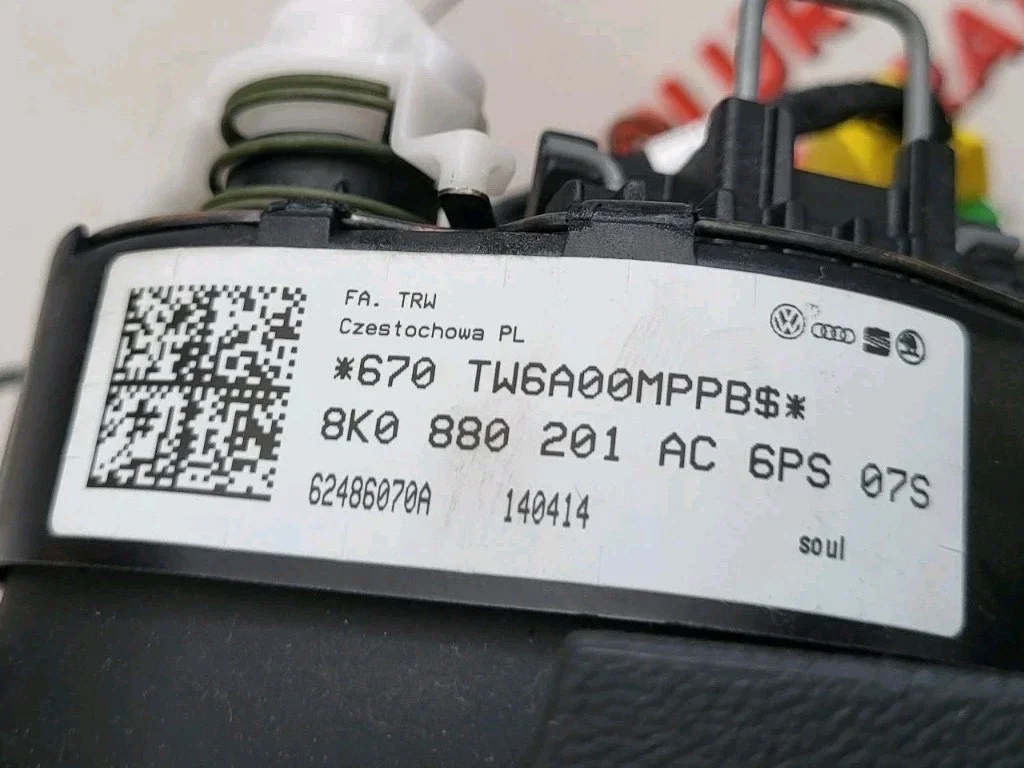 FA. TRW
Czestochowa PL
*670 TW6A00MPPB$*
8K0 880 201 AC 6PS 07S
62486070A 140414
soul